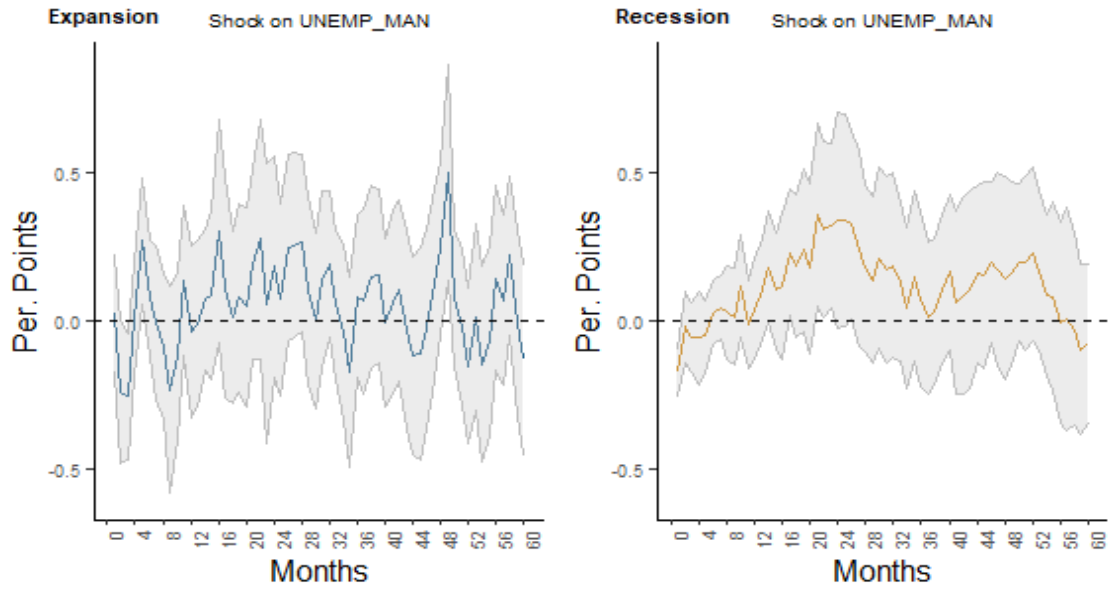 Expansion Shock on UNEMP_MAN
Per. Points
0.5
0.0
-0.5
0 4 8 12 16 20 24 28 32 36 40 44 48 52 56 60
Months
Recession Shock on UNEMP_MAN
Per. Points
0.5
0.0
-0.5
0 4 8 12 16 20 24 28 32 36 40 44 48 52 56 60
Months